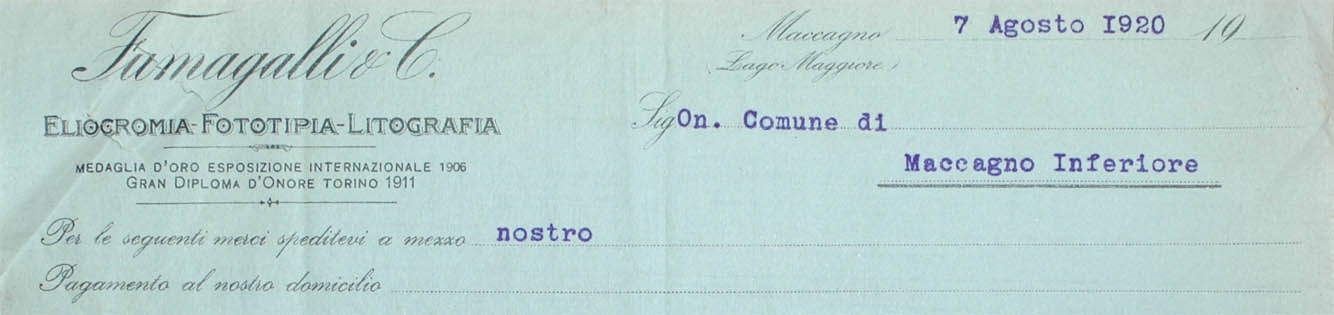 Fumagalli & C.
ELIOCROMIA-FOTOTIPIA-LITOGRAFIA
MEDAGLIA D'ORO ESPOSIZIONE INTERNAZIONALE 1906
GRAN DIPLOMA D'ONORE TORINO 1911
Maccagno 7 Agosto 1920 19
(Lago Maggiore)
Sig On. Comune di
Maccagno Inferiore
Per le seguenti merci speditevi a mezzo nostro
Pagamento al nostro domicilio